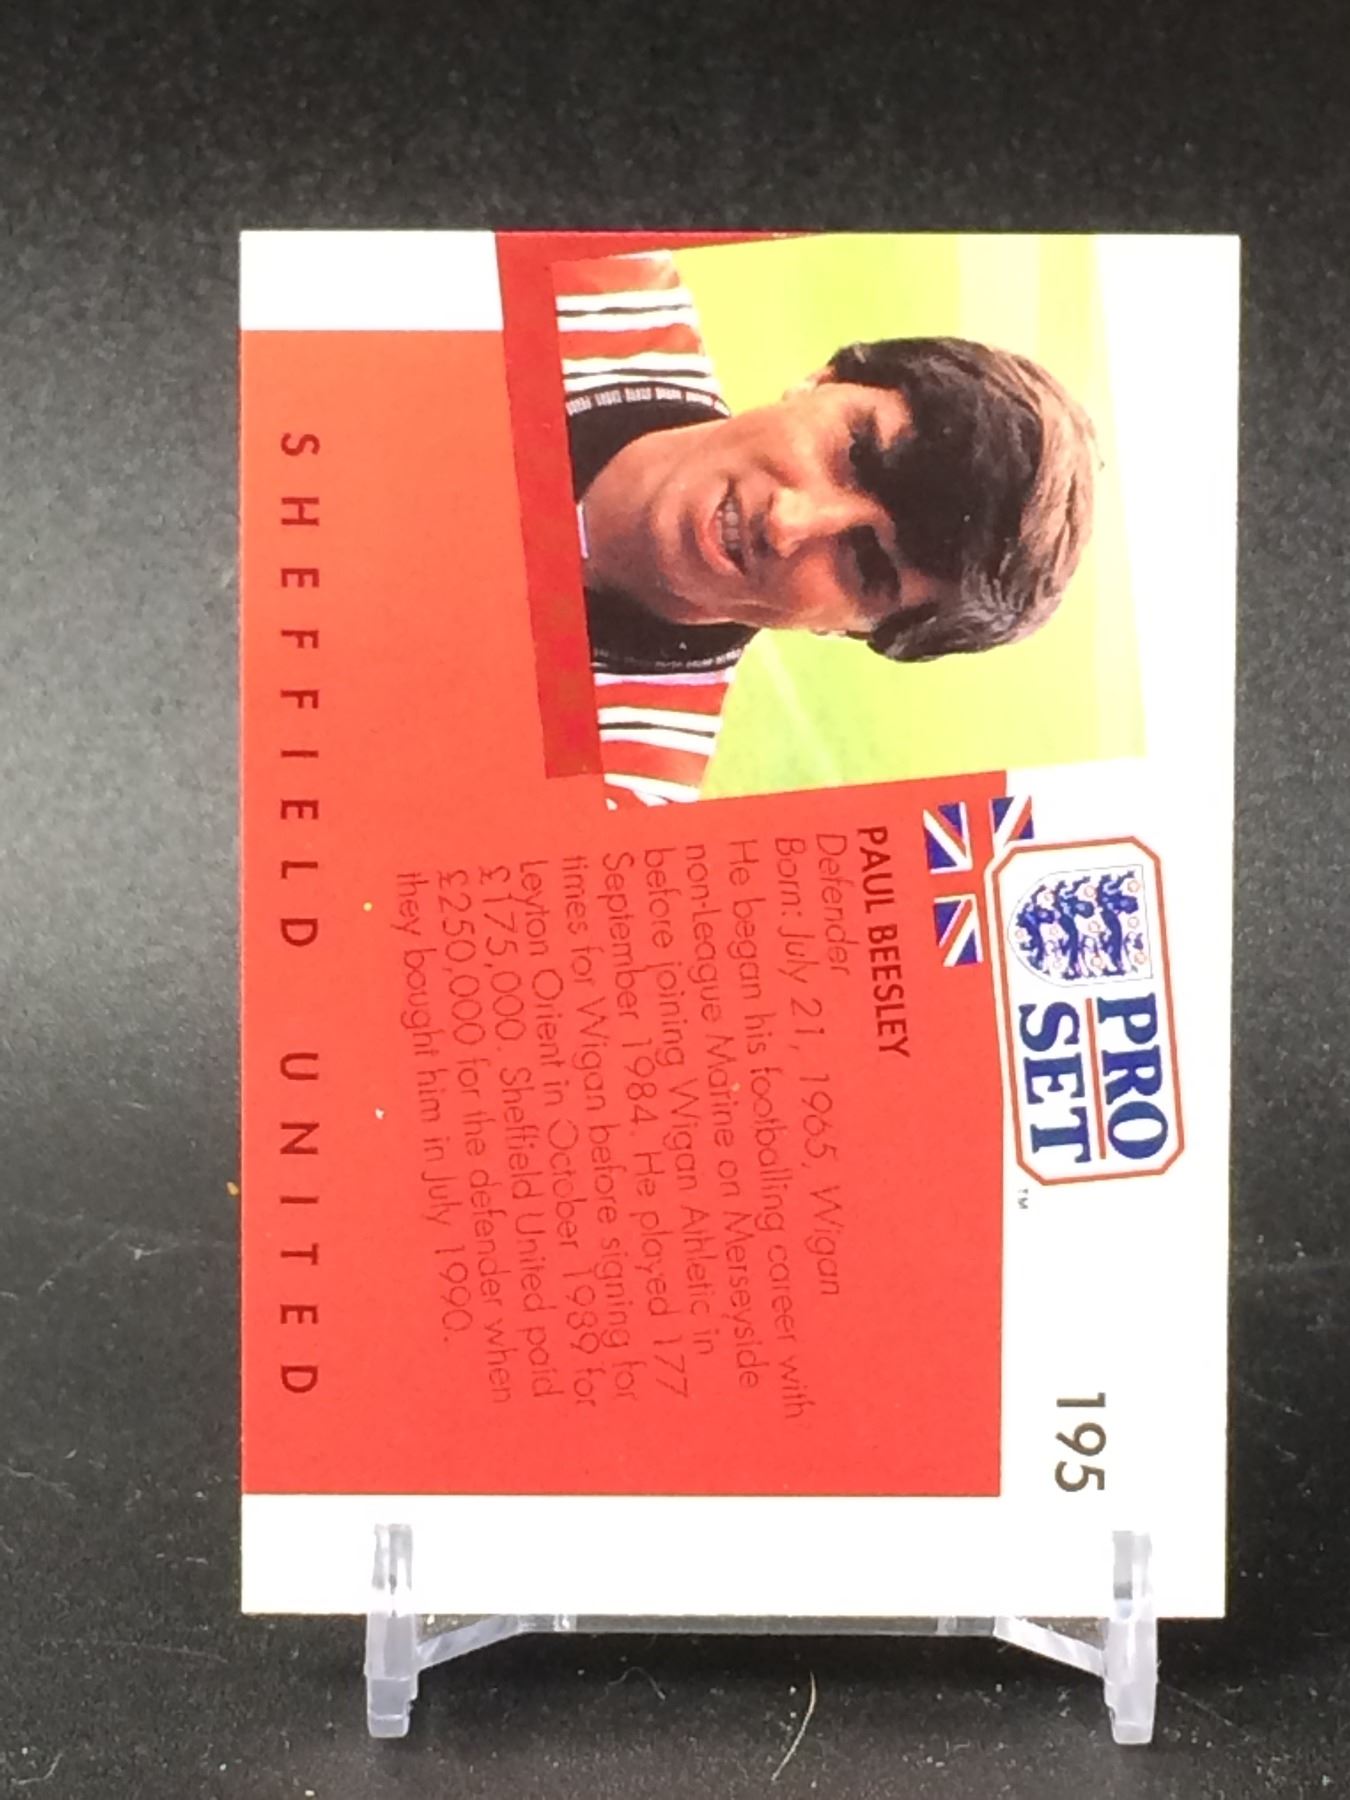 PRO
SET
TM
195
PAUL BEESLEY
Defender
Born: July 21, 1965, Wigan
He began his footballing career with
non-League Marine on Merseyside
before joining Wigan Athletic in
September 1984. He played 177
times for Wigan before signing for
Leyton Orient in October 1989 for
£175,000. Sheffield United paid
£250,000 for the defender when
they bought him in July 1990.
SHEFFIELD UNITED